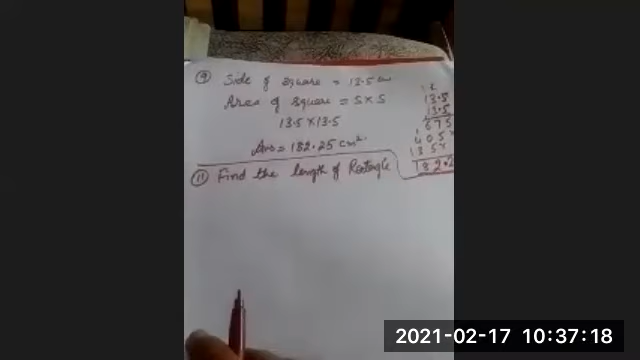 9 Side of square = 13.5 cm
Area of square = S × S
13.5 × 13.5
Ans = 182.25 cm²
13.5
13.5
675
405×
135×
182.2
11 Find the length of Rectangle
2021-02-17 10:37:18